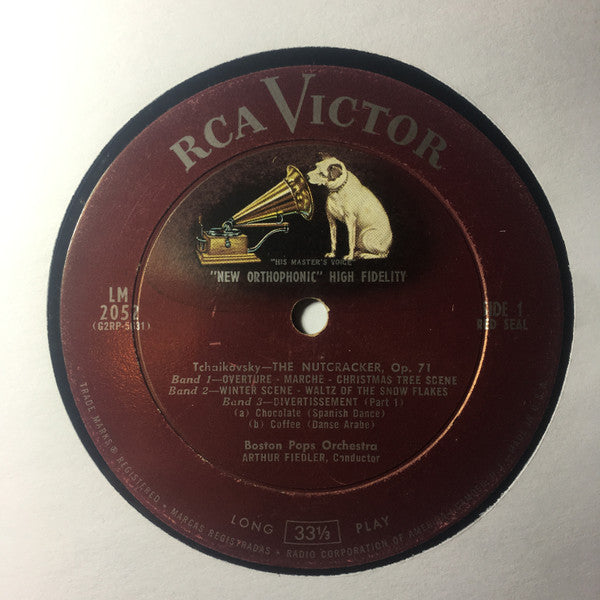 RCA VICTOR
"HIS MASTER'S VOICE"
"NEW ORTHOPHONIC" HIGH FIDELITY
LM
2052
SIDE 1
RED SEAL
Tchaikovsky—THE NUTCRACKER, Op. 71
Band 1—OVERTURE - MARCHE - CHRISTMAS TREE SCENE
Band 2—WINTER SCENE - WALTZ OF THE SNOW FLAKES
Band 3—DIVERTISSEMENT (Part 1)
(a) Chocolate (Spanish Dance)
(b) Coffee (Danse Arabe)
Boston Pops Orchestra
ARTHUR FIEDLER, Conductor
LONG 33⅓ PLAY
TRADE MARKS ® REGISTERED • MARCAS REGISTRADAS • RADIO CORPORATION OF AMERICA